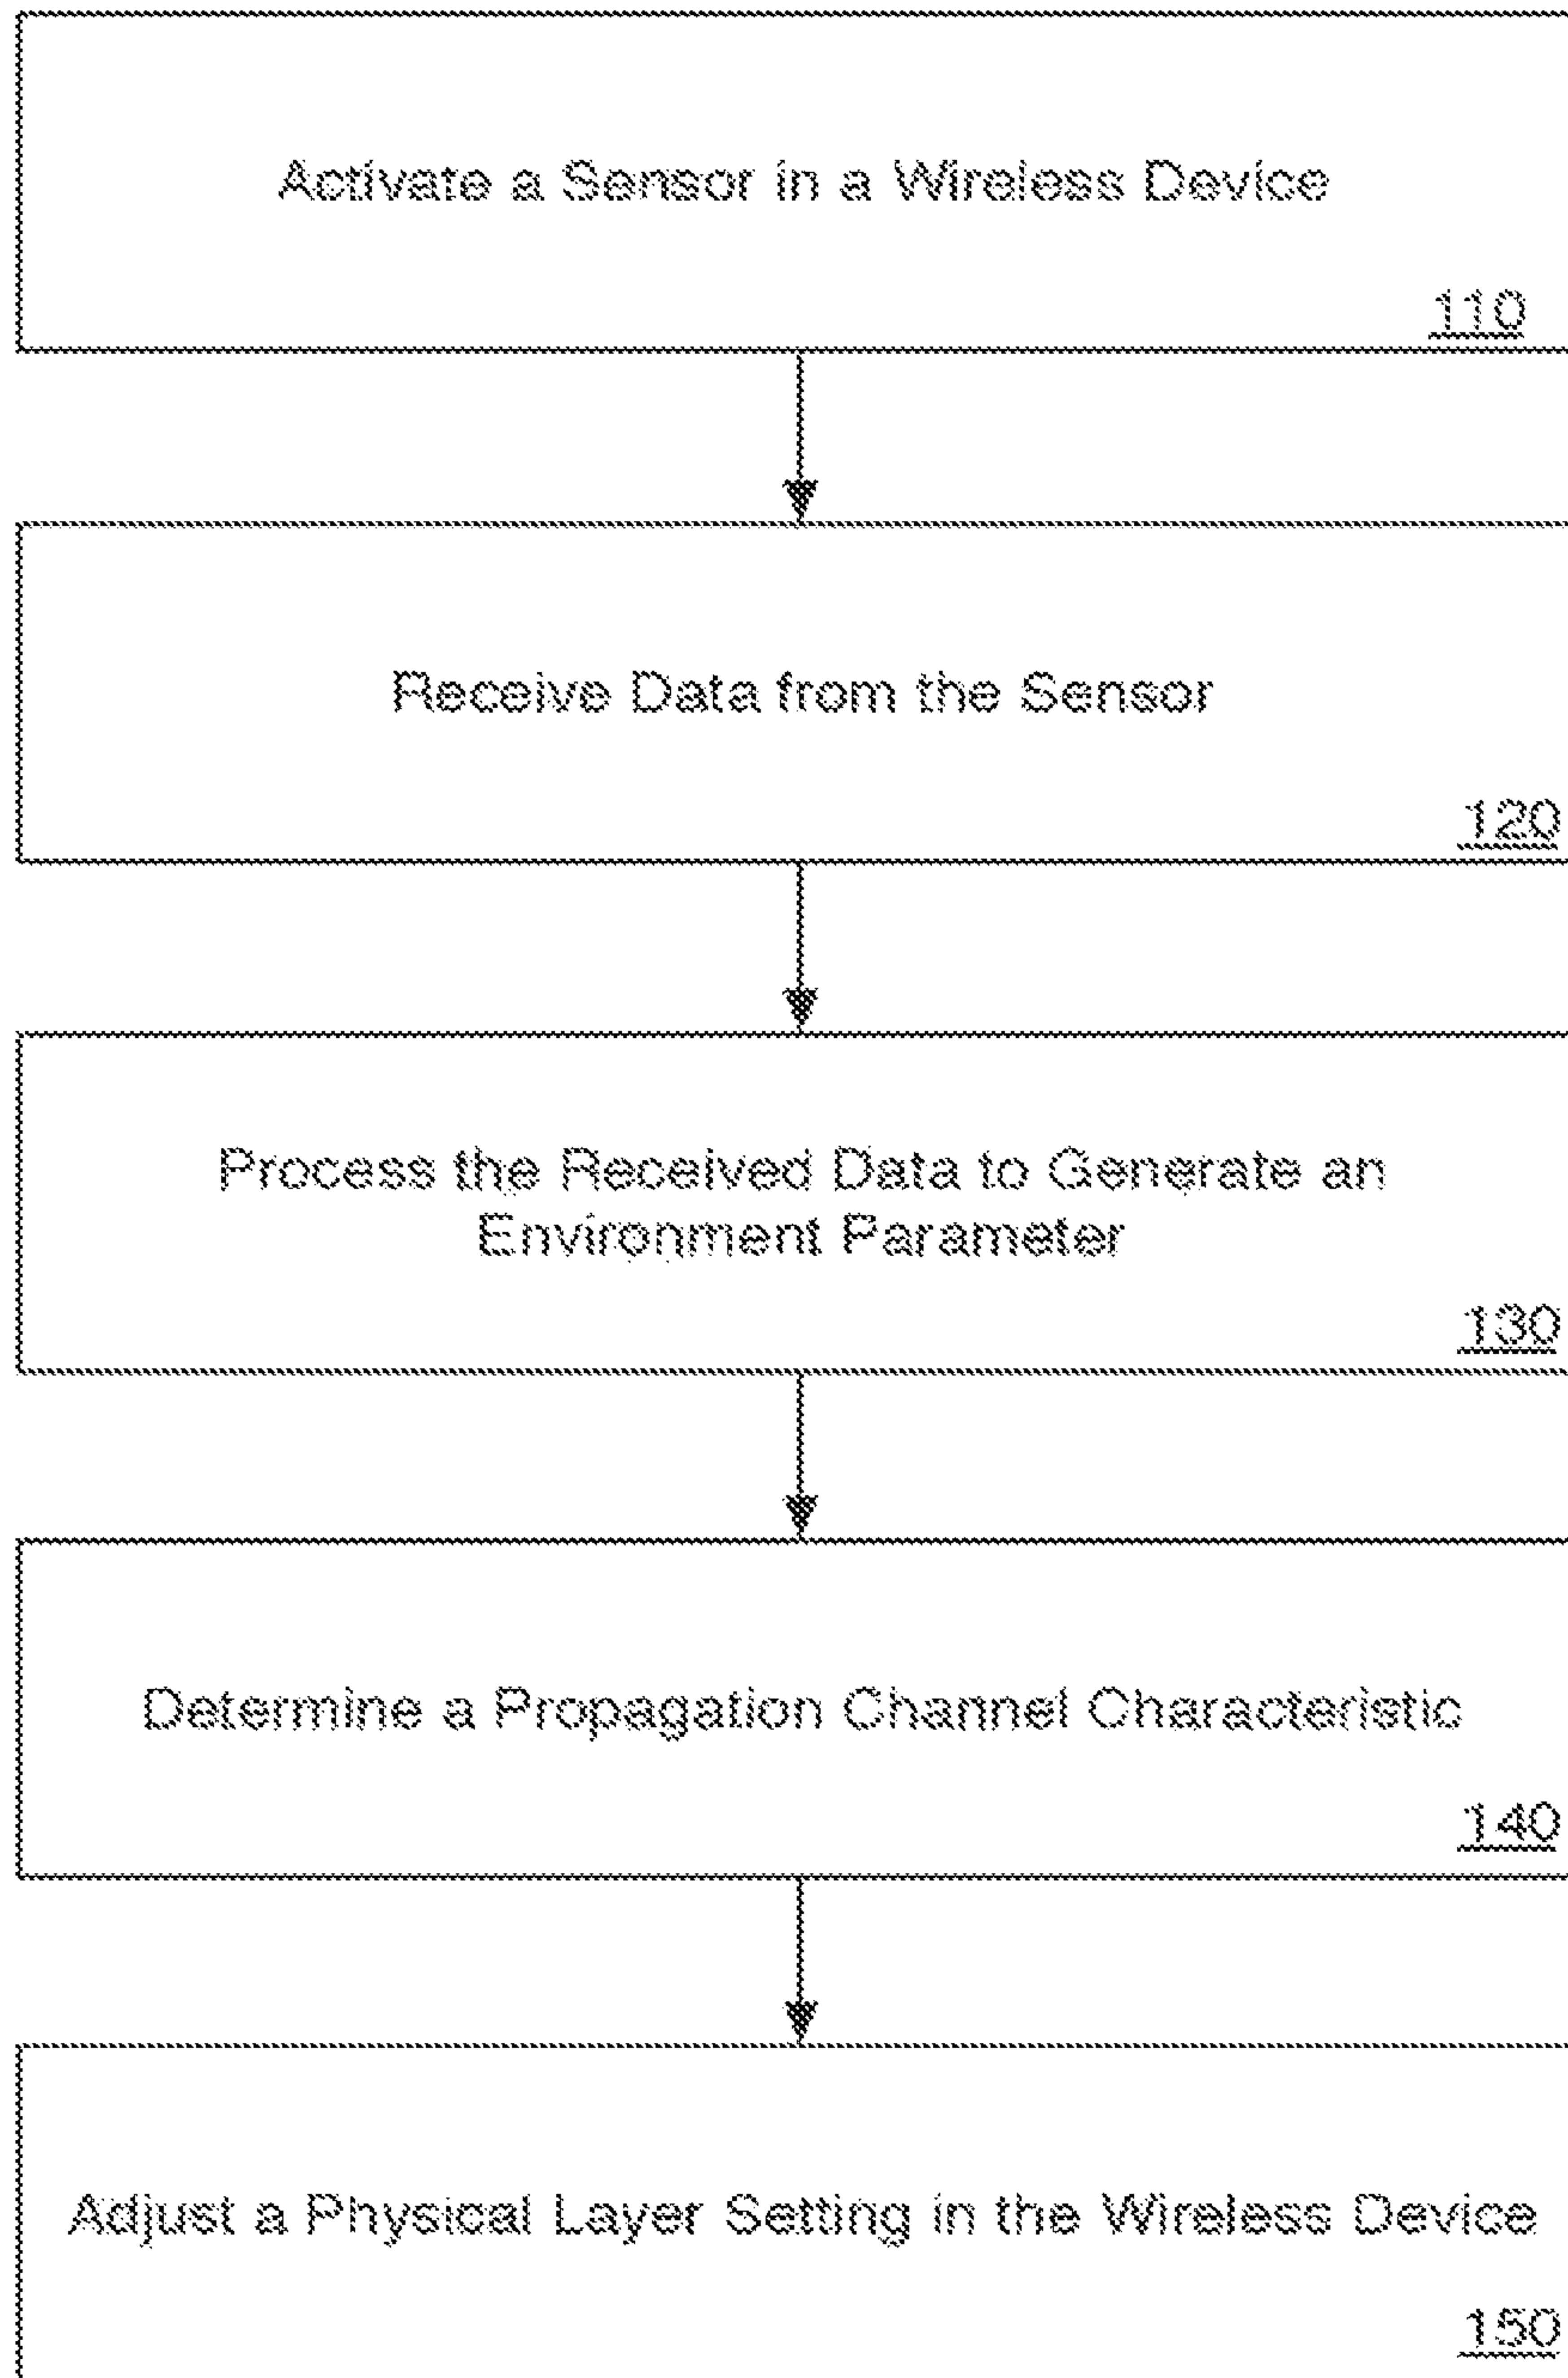 Activate a Sensor in a Wireless Device
110
Receive Data from the Sensor
120
Process the Received Data to Generate an
Environment Parameter
130
Determine a Propagation Channel Characteristic
140
Adjust a Physical Layer Setting in the Wireless Device
150